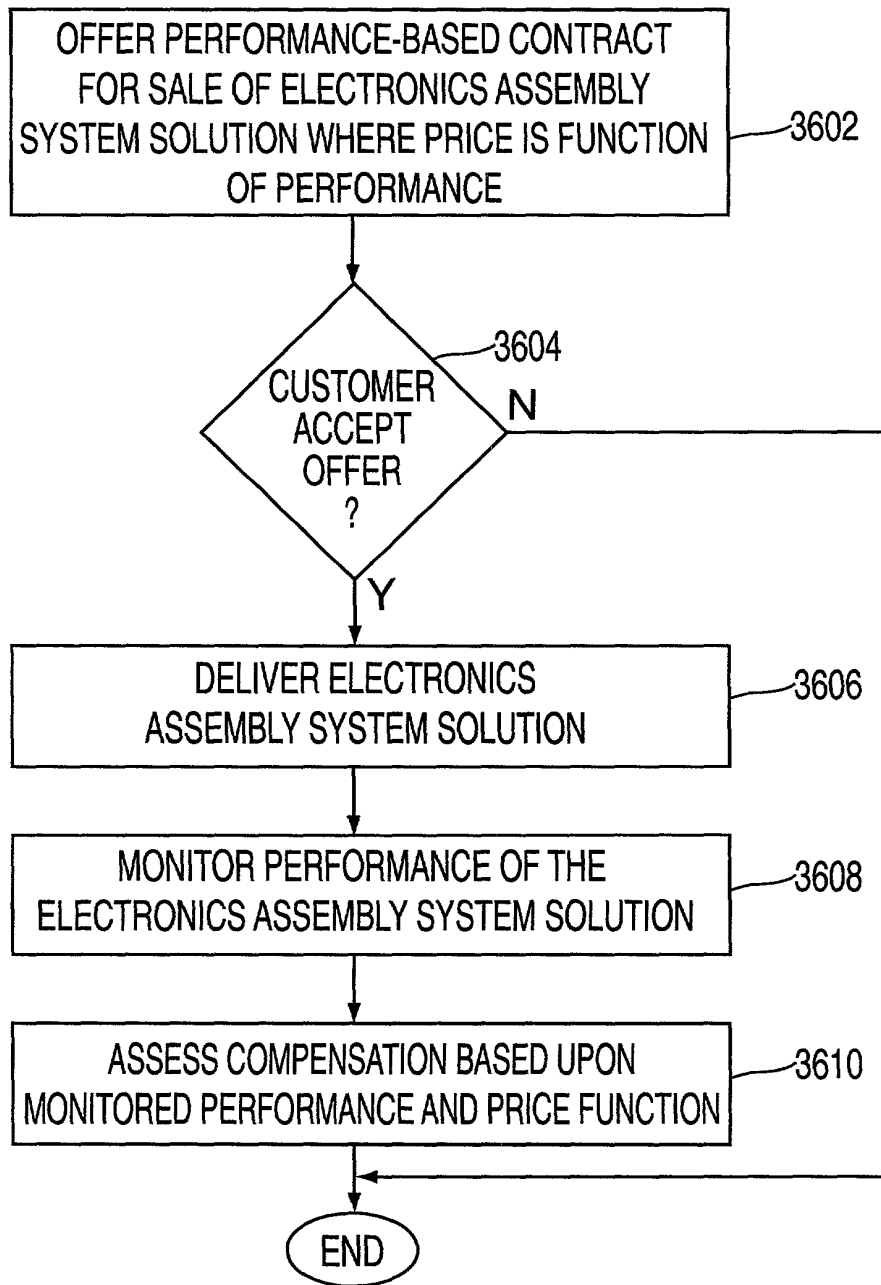 OFFER PERFORMANCE-BASED CONTRACT
FOR SALE OF ELECTRONICS ASSEMBLY
SYSTEM SOLUTION WHERE PRICE IS FUNCTION
OF PERFORMANCE
3602
3604
CUSTOMER
ACCEPT
OFFER
?
N
Y
DELIVER ELECTRONICS
ASSEMBLY SYSTEM SOLUTION
3606
MONITOR PERFORMANCE OF THE
ELECTRONICS ASSEMBLY SYSTEM SOLUTION
3608
ASSESS COMPENSATION BASED UPON
MONITORED PERFORMANCE AND PRICE FUNCTION
3610
END